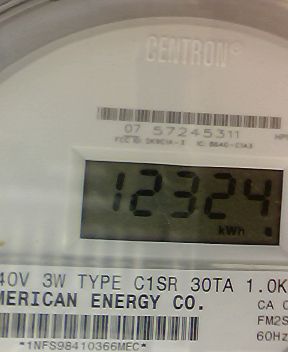 CENTRON®
07 57245311
12324
kWh
40V 3W TYPE C1SR 30TA 1.0K
MERICAN ENERGY CO.
CA 0
FM2S
60Hz
*1NFS98410366MEC*